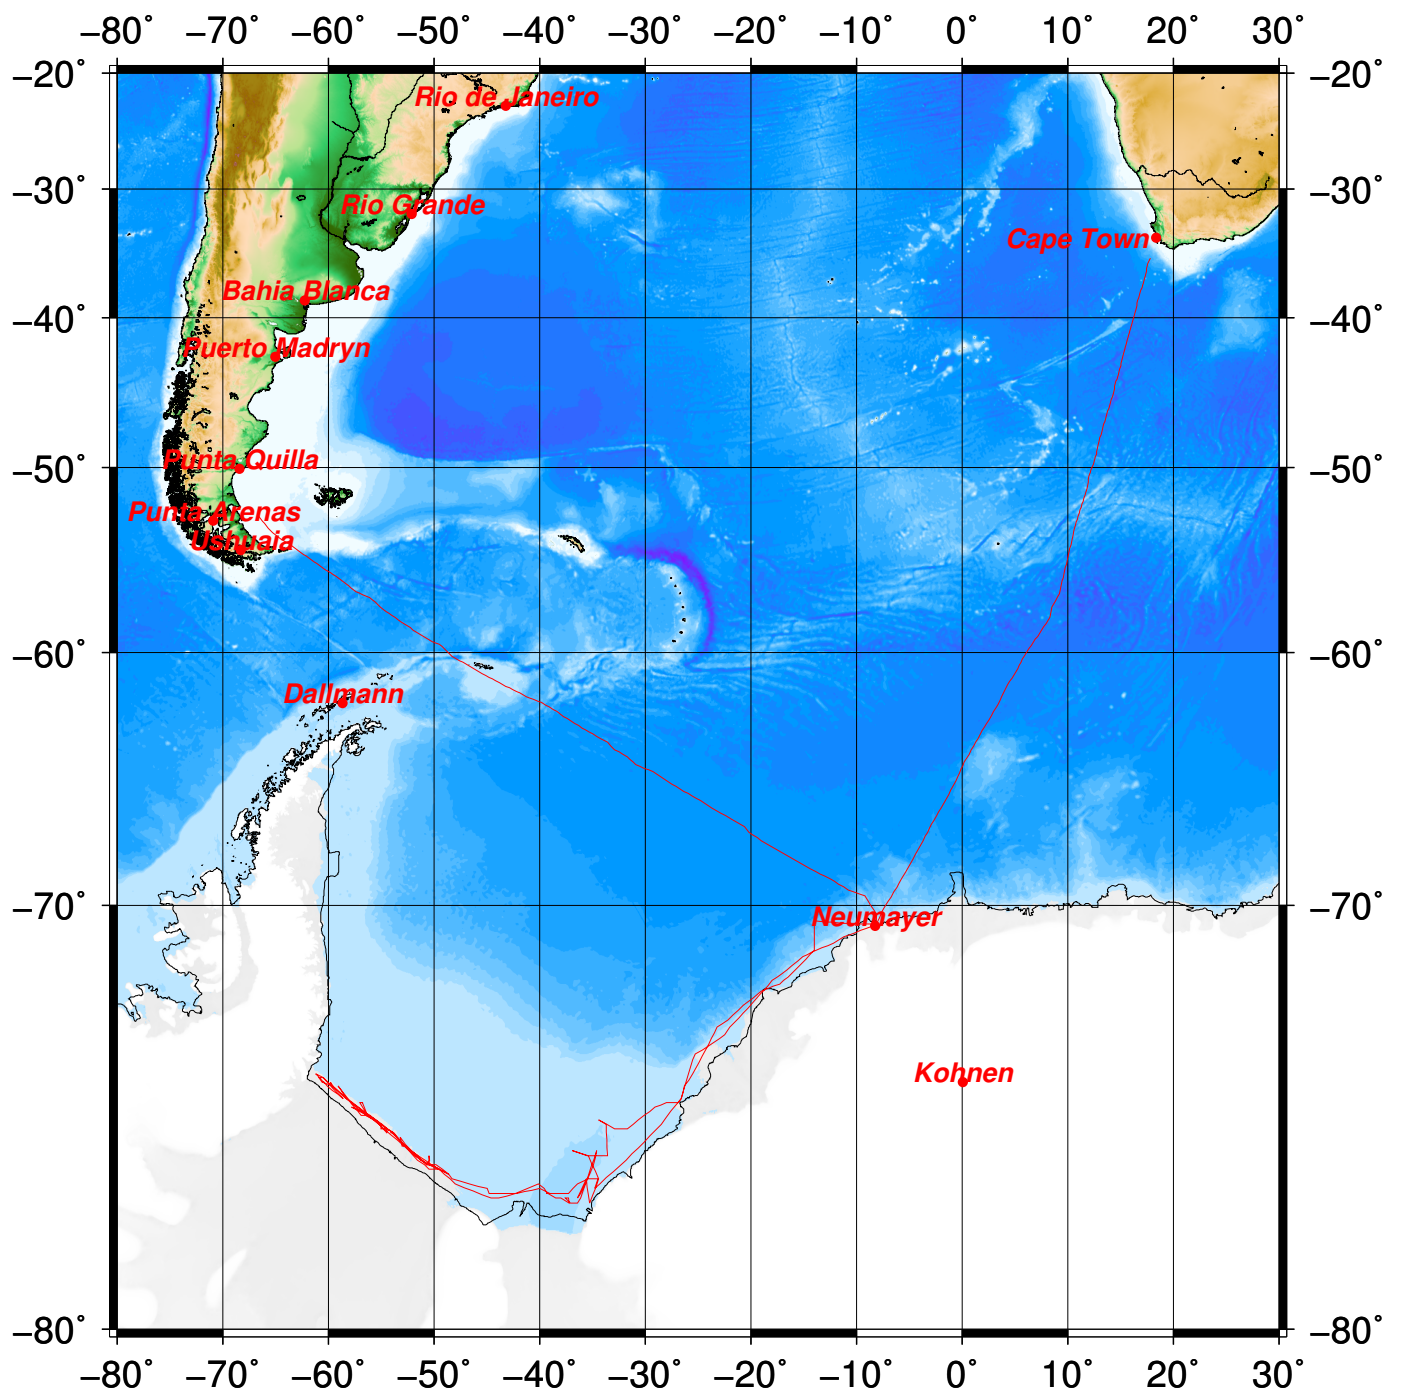 −80˚ −70˚ −60˚ −50˚ −40˚ −30˚ −20˚ −10˚ 0˚ 10˚ 20˚ 30˚
−20˚ −20˚
Rio de Janeiro
−30˚ −30˚
Rio Grande
Cape Town
Bahia Blanca
−40˚ −40˚
Puerto Madryn
Punta Quilla
−50˚ −50˚
Punta Arenas
Ushuaia
−60˚ −60˚
Dallmann
−70˚ −70˚
Neumayer
Kohnen
−80˚ −80˚
−80˚ −70˚ −60˚ −50˚ −40˚ −30˚ −20˚ −10˚ 0˚ 10˚ 20˚ 30˚